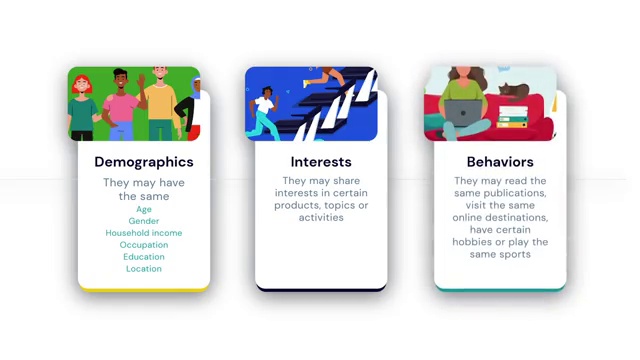 Demographics
They may have
the same
Age
Gender
Household income
Occupation
Education
Location
Interests
They may share
interests in certain
products, topics or
activities
Behaviors
They may read the
same publications,
visit the same
online destinations,
have certain
hobbies or play the
same sports